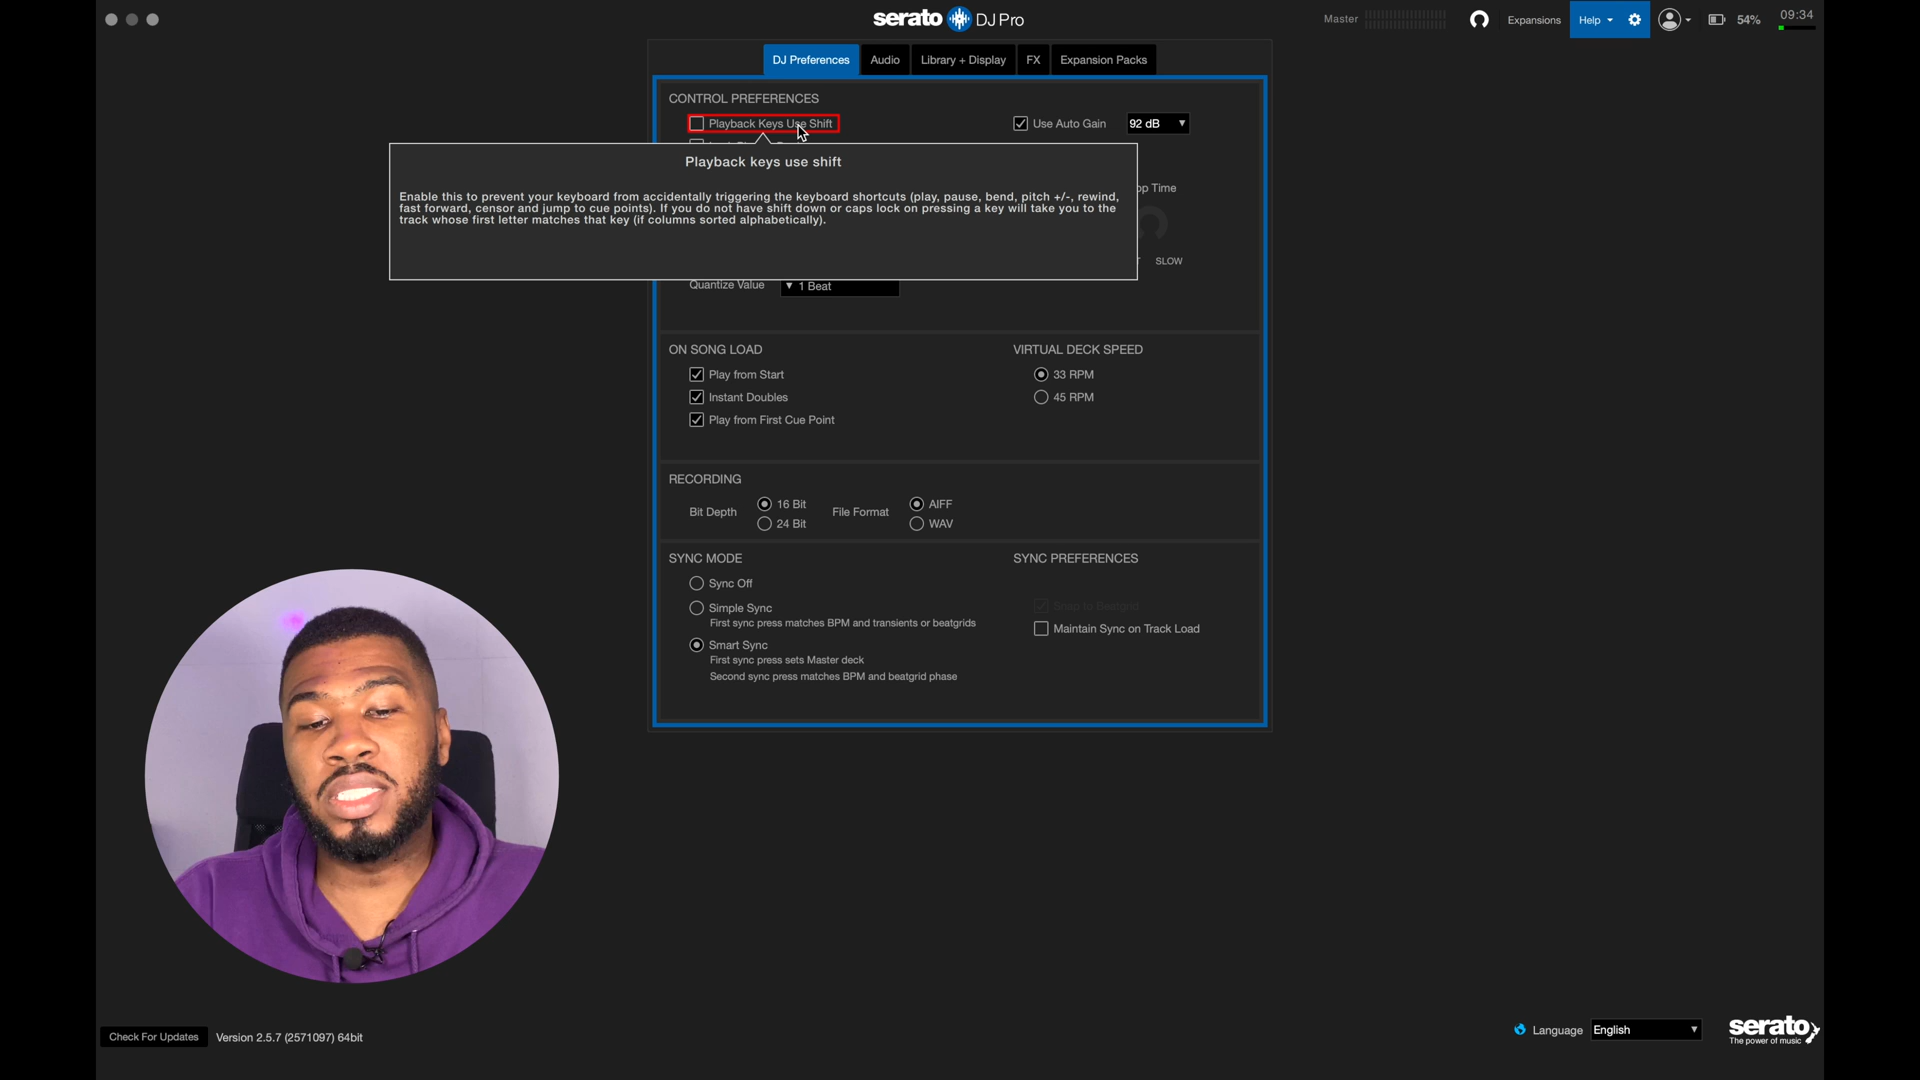 serato DJ Pro
Master
Expansions
Help
54%
09:34
DJ Preferences
Audio
Library + Display
FX
Expansion Packs
CONTROL PREFERENCES
Playback Keys Use Shift
Use Auto Gain
92 dB
Playback keys use shift
Enable this to prevent your keyboard from accidentally triggering the keyboard shortcuts (play, pause, bend, pitch +/-, rewind,
fast forward, censor and jump to cue points). If you do not have shift down or caps lock on pressing a key will take you to the
track whose first letter matches that key (if columns sorted alphabetically).
Time
SLOW
Quantize Value
1 Beat
ON SONG LOAD
Play from Start
Instant Doubles
Play from First Cue Point
VIRTUAL DECK SPEED
33 RPM
45 RPM
RECORDING
Bit Depth
16 Bit
24 Bit
File Format
AIFF
WAV
SYNC MODE
Sync Off
Simple Sync
First sync press matches BPM and transients or beatgrids
Smart Sync
First sync press sets Master deck
Second sync press matches BPM and beatgrid phase
SYNC PREFERENCES
Snap to Beatgrid
Maintain Sync on Track Load
Check For Updates
Version 2.5.7 (2571097) 64bit
Language
English
serato
The power of music